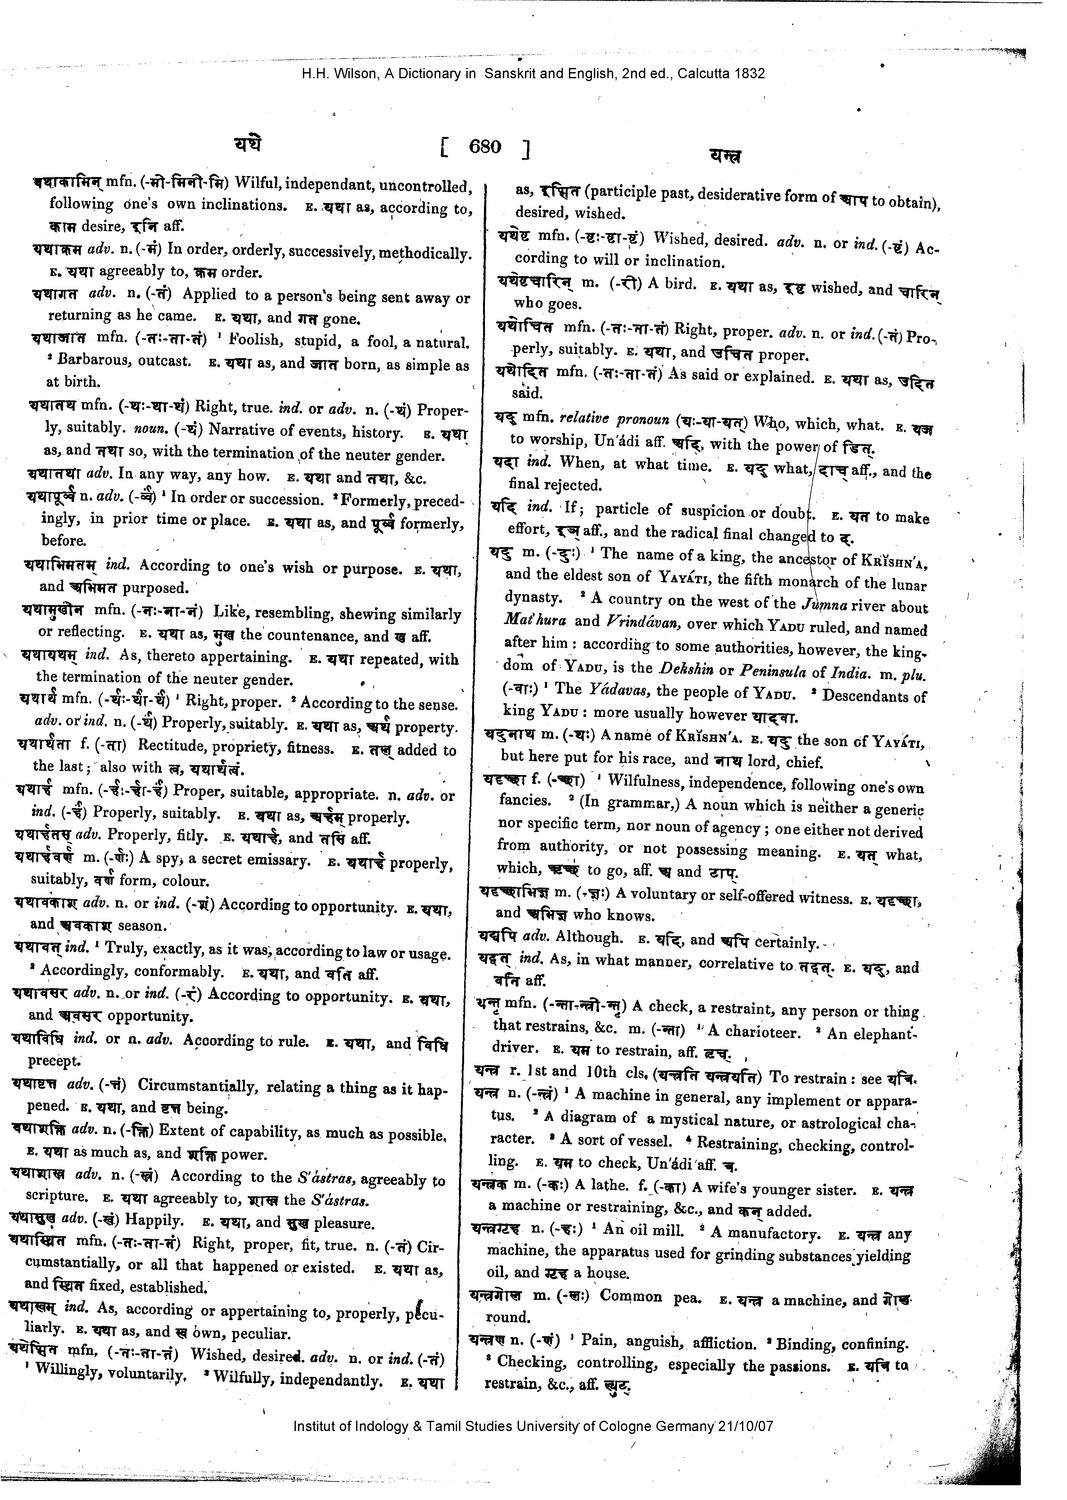 H.H. Wilson, A Dictionary in Sanskrit and English, 2nd ed., Calcutta 1832
यथे [ 680 ] यन्त्र
यथाकामिन् mfn. (-मी-मिनी-मि) Wilful, independant, uncontrolled,
following one's own inclinations. E. यथा as, according to,
काम desire, इनि aff.
यथाक्रम adv. n. (-मं) In order, orderly, successively, methodically.
E. यथा agreeably to, क्रम order.
यथागत adv. n. (-तं) Applied to a person's being sent away or
returning as he came. E. यथा, and गत gone.
यथाजात mfn. (-तः-ता-तं) ¹ Foolish, stupid, a fool, a natural.
² Barbarous, outcast. E. यथा as, and जात born, as simple as
at birth.
यथातथ mfn. (-थः-था-थं) Right, true. ind. or adv. n. (-थं) Proper-
ly, suitably. noun. (-थं) Narrative of events, history. E. यथा
as, and तथा so, with the termination of the neuter gender.
यथातथा adv. In any way, any how. E. यथा and तथा, &c.
यथापूर्व्व n. adv. (-र्व्वं) ¹ In order or succession. ² Formerly, preced-
ingly, in prior time or place. E. यथा as, and पूर्व्व formerly,
before.
यथाभिमतम् ind. According to one's wish or purpose. E. यथा,
and अभिमत purposed.
यथामुखीन mfn. (-नः-ना-नं) Like, resembling, shewing similarly
or reflecting. E. यथा as, मुख the countenance, and ख aff.
यथायथम् ind. As, thereto appertaining. E. यथा repeated, with
the termination of the neuter gender.
यथार्थ mfn. (-र्थः-र्था-र्थं) ¹ Right, proper. ² According to the sense.
adv. or ind. n. (-र्थं) Properly, suitably. E. यथा as, अर्थ property.
यथार्थता f. (-ता) Rectitude, propriety, fitness. E. तल् added to
the last; also with त्व, यथार्थत्वं.
यथार्ह mfn. (-र्हः-र्हा-र्हं) Proper, suitable, appropriate. n. adv. or
ind. (-र्हं) Properly, suitably. E. यथा as, अर्हम् properly.
यथार्हतस् adv. Properly, fitly. E. यथार्ह, and तसि aff.
यथार्हवर्ण m. (-र्णः) A spy, a secret emissary. E. यथार्ह properly,
suitably, वर्ण form, colour.
यथावकाश adv. n. or ind. (-शं) According to opportunity. E. यथा,
and अवकाश season.
यथावत् ind. ¹ Truly, exactly, as it was, according to law or usage.
² Accordingly, conformably. E. यथा, and वति aff.
यथावसर adv. n. or ind. (-रं) According to opportunity. E. यथा,
and अवसर opportunity.
यथाविधि ind. or n. adv. According to rule. E. यथा, and विधि
precept.
यथावृत्त adv. (-त्तं) Circumstantially, relating a thing as it hap-
pened. E. यथा, and वृत्त being.
यथाशक्ति adv. n. (-क्ति) Extent of capability, as much as possible.
E. यथा as much as, and शक्ति power.
यथाशास्त्र adv. n. (-स्त्रं) According to the S'ástras, agreeably to
scripture. E. यथा agreeably to, शास्त्र the S'ástras.
यथासुख adv. (-खं) Happily. E. यथा, and सुख pleasure.
यथास्थित mfn. (-तः-ता-तं) Right, proper, fit, true. n. (-तं) Cir-
cumstantially, or all that happened or existed. E. यथा as,
and स्थित fixed, established.
यथास्वम् ind. As, according or appertaining to, properly, pecu-
liarly. E. यथा as, and स्व own, peculiar.
यथेप्सित mfn, (-तः-ता-तं) Wished, desired. adv. n. or ind. (-तं)
¹ Willingly, voluntarily. ² Wilfully, independantly. E. यथा
as, इप्सित (participle past, desiderative form of आप to obtain),
desired, wished.
यथेष्ट mfn. (-ष्टः-ष्टा-ष्टं) Wished, desired. adv. n. or ind. (-ष्टं) Ac-
cording to will or inclination.
यथेष्टचारिन् m. (-री) A bird. E. यथा as, इष्ट wished, and चारिन्
who goes.
यथोचित mfn. (-तः-ता-तं) Right, proper. adv. n. or ind. (-तं) Pro-
perly, suitably. E. यथा, and उचित proper.
यथोदित mfn. (-तः-ता-तं) As said or explained. E. यथा as, उदित
said.
यद् mfn. relative pronoun (यः-या-यत्) Who, which, what. E. यज
to worship, Un'ádi aff. अदि, with the power of डित्.
यदा ind. When, at what time. E. यद् what, दाच् aff., and the
final rejected.
यदि ind. If; particle of suspicion or doubt. E. यत to make
effort, इञ् aff., and the radical final changed to द्.
यदु m. (-दुः) ¹ The name of a king, the ancestor of KRĬSHN'A,
and the eldest son of YAYÁTI, the fifth monarch of the lunar
dynasty. ² A country on the west of the Jumna river about
Mat'hura and Vrindávan, over which YADU ruled, and named
after him : according to some authorities, however, the king-
dom of YADU, is the Dekshin or Peninsula of India. m. plu.
(-वाः) ¹ The Yádavas, the people of YADU. ² Descendants of
king YADU : more usually however यादवा.
यदुनाथ m. (-थः) A name of KRĬSHN'A. E. यदु the son of YAYÁTI,
but here put for his race, and नाथ lord, chief.
यदृच्छा f. (-च्छा) ¹ Wilfulness, independence, following one's own
fancies. ² (In grammar,) A noun which is neither a generic
nor specific term, nor noun of agency; one either not derived
from authority, or not possessing meaning. E. यत् what,
which, ऋच्छ to go, aff. अ and टाप्.
यदृच्छाभिज्ञ m. (-ज्ञः) A voluntary or self-offered witness. E. यदृच्छा,
and अभिज्ञ who knows.
यद्यपि adv. Although. E. यदि, and अपि certainly.
यद्वत् ind. As, in what manner, correlative to तद्वत्. E. यद्, and
वति aff.
यन्तृ mfn. (-न्ता-न्त्री-न्तृ) A check, a restraint, any person or thing
that restrains, &c. m. (-न्ता) ¹ A charioteer. ² An elephant-
driver. E. यम to restrain, aff. तृच्.
यन्त्र r. 1st and 10th cls. (यन्त्रति यन्त्रयति) To restrain : see यत्रि.
यन्त्र n. (-न्त्रं) ¹ A machine in general, any implement or appara-
tus. ² A diagram of a mystical nature, or astrological cha-
racter. ³ A sort of vessel. ⁴ Restraining, checking, control-
ling. E. यम to check, Un'ádi aff. त्र.
यन्त्रक m. (-कः) A lathe. f. (-का) A wife's younger sister. E. यन्त्र
a machine or restraining, &c., and कन् added.
यन्त्रगृह n. (-हः) ¹ An oil mill. ² A manufactory. E. यन्त्र any
machine, the apparatus used for grinding substances yielding
oil, and गृह a house.
यन्त्रगोल m. (-लः) Common pea. E. यन्त्र a machine, and गोल
round.
यन्त्रण n. (-णं) ¹ Pain, anguish, affliction. ² Binding, confining.
³ Checking, controlling, especially the passions. E. यत्रि to
restrain, &c., aff. ल्युट्.
Institut of Indology & Tamil Studies University of Cologne Germany 21/10/07